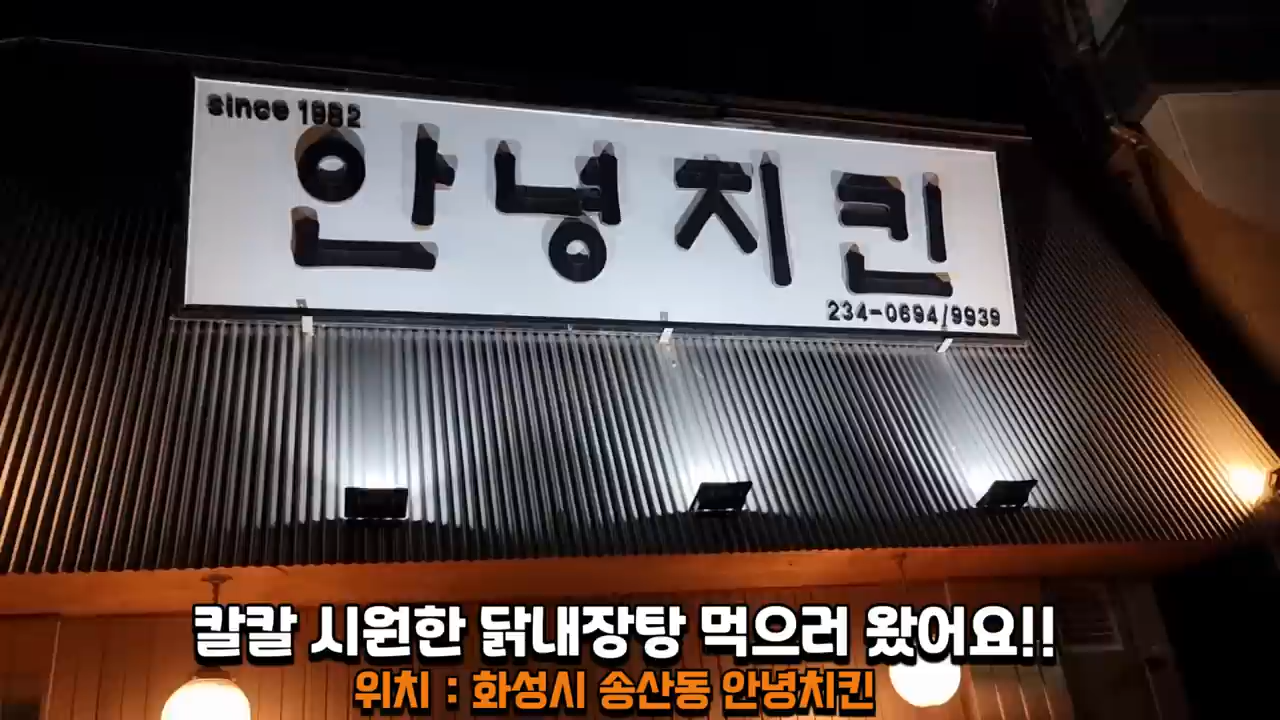 since 1982
안녕치킨
234-0694/9939
칼칼 시원한 닭내장탕 먹으러 왔어요!!
위치 : 화성시 송산동 안녕치킨